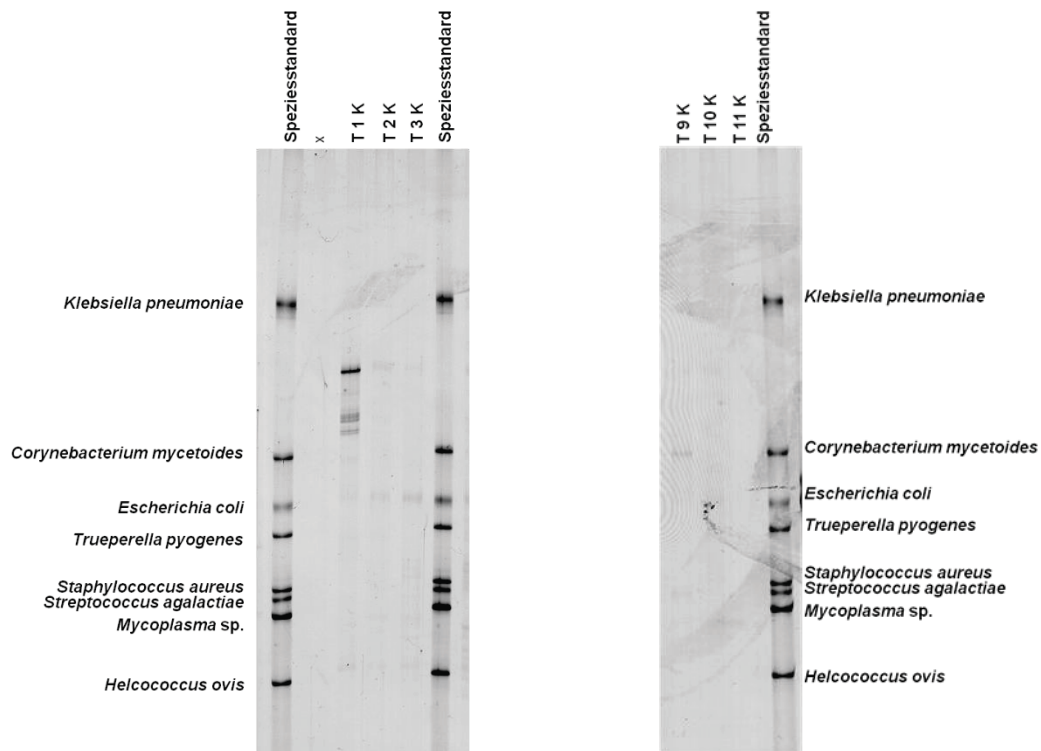 Speziesstandard
x
T 1 K
T 2 K
T 3 K
Speziesstandard
Klebsiella pneumoniae
Corynebacterium mycetoides
Escherichia coli
Trueperella pyogenes
Staphylococcus aureus
Streptococcus agalactiae
Mycoplasma sp.
Helcococcus ovis
T 9 K
T 10 K
T 11 K
Speziesstandard
Klebsiella pneumoniae
Corynebacterium mycetoides
Escherichia coli
Trueperella pyogenes
Staphylococcus aureus
Streptococcus agalactiae
Mycoplasma sp.
Helcococcus ovis